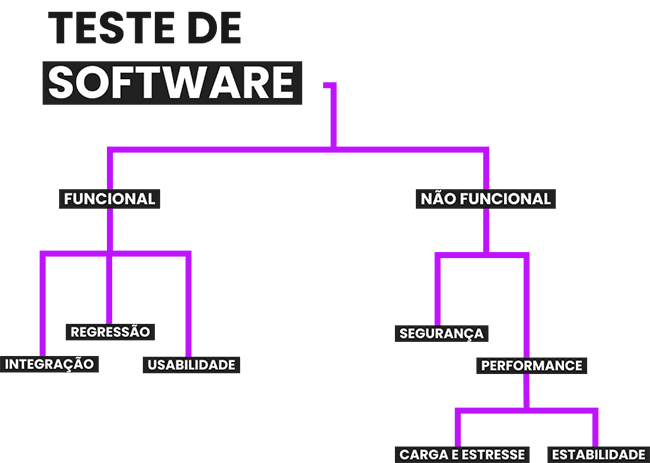 TESTE DE
SOFTWARE
FUNCIONAL
NÃO FUNCIONAL
REGRESSÃO
SEGURANÇA
INTEGRAÇÃO
USABILIDADE
PERFORMANCE
CARGA E ESTRESSE
ESTABILIDADE